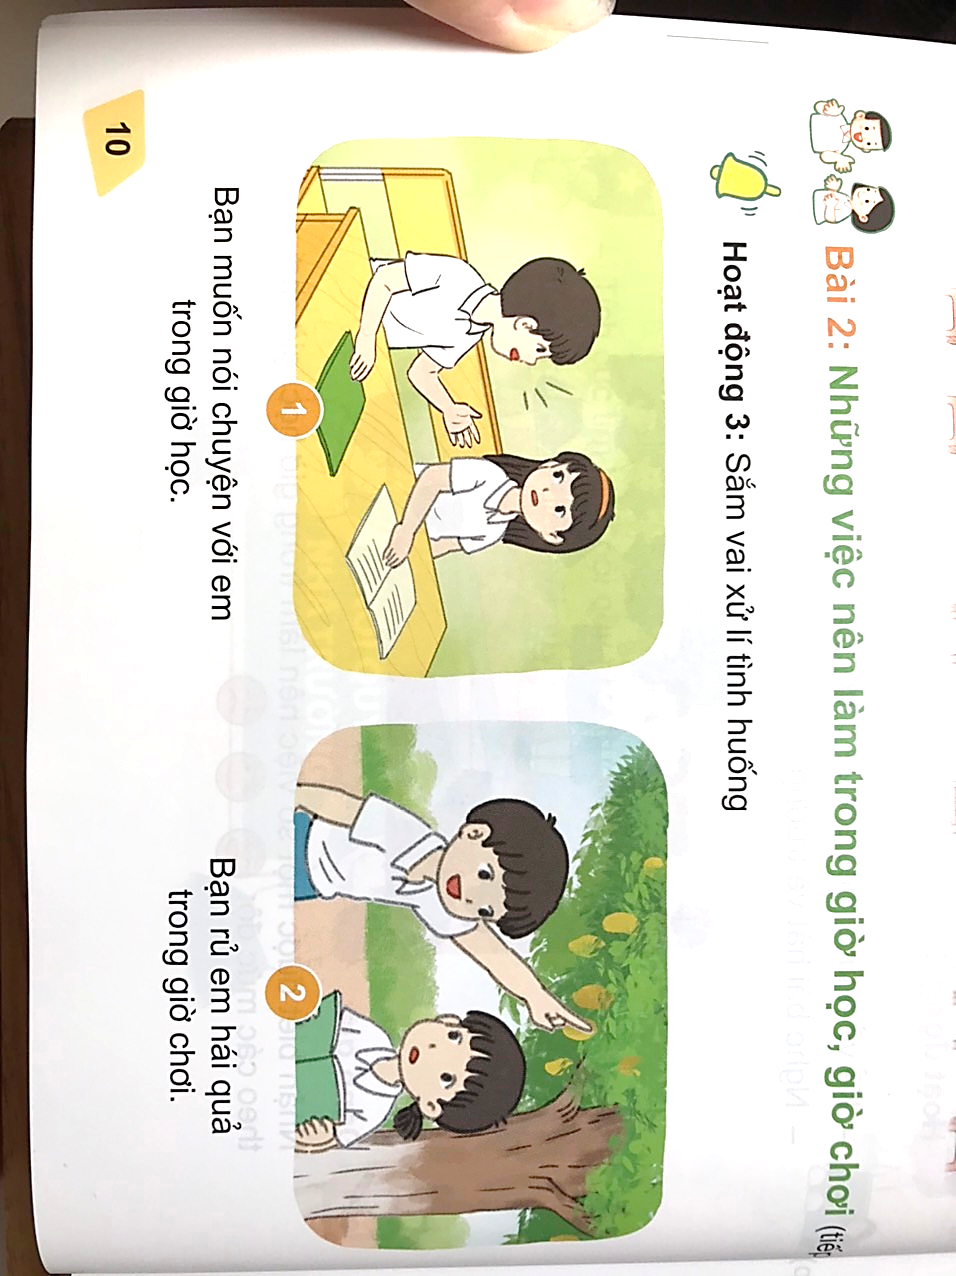 Bài 2: Những việc nên làm trong giờ học, giờ chơi (tiếp
Hoạt động 3: Sắm vai xử lí tình huống
1
2
Bạn muốn nói chuyện với em
trong giờ học.
Bạn rủ em hái quả
trong giờ chơi.
10